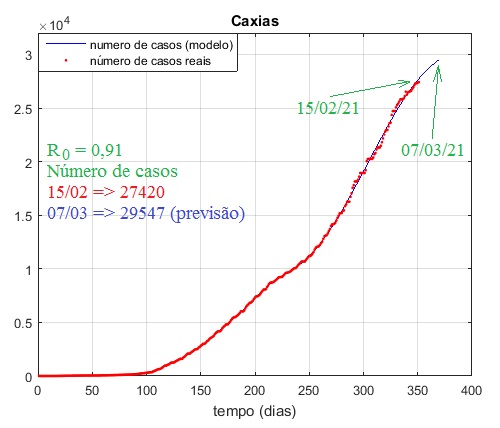 Caxias
×10⁴
numero de casos (modelo)
número de casos reais
3
2.5
2
1.5
1
0.5
0
15/02/21
07/03/21
R0 = 0,91
Número de casos
15/02 => 27420
07/03 => 29547 (previsão)
0 50 100 150 200 250 300 350 400
tempo (dias)